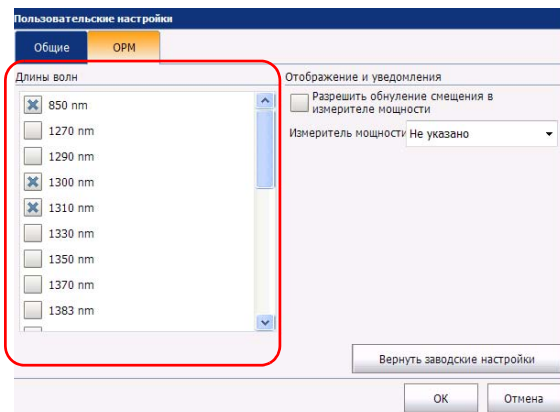 Пользовательские настройки
Общие
OPM
Длины волн
850 nm
1270 nm
1290 nm
1300 nm
1310 nm
1330 nm
1350 nm
1370 nm
1383 nm
Отображение и уведомления
Разрешить обнуление смещения в
измерителе мощности
Измеритель мощности Не указано
Вернуть заводские настройки
OK
Отмена